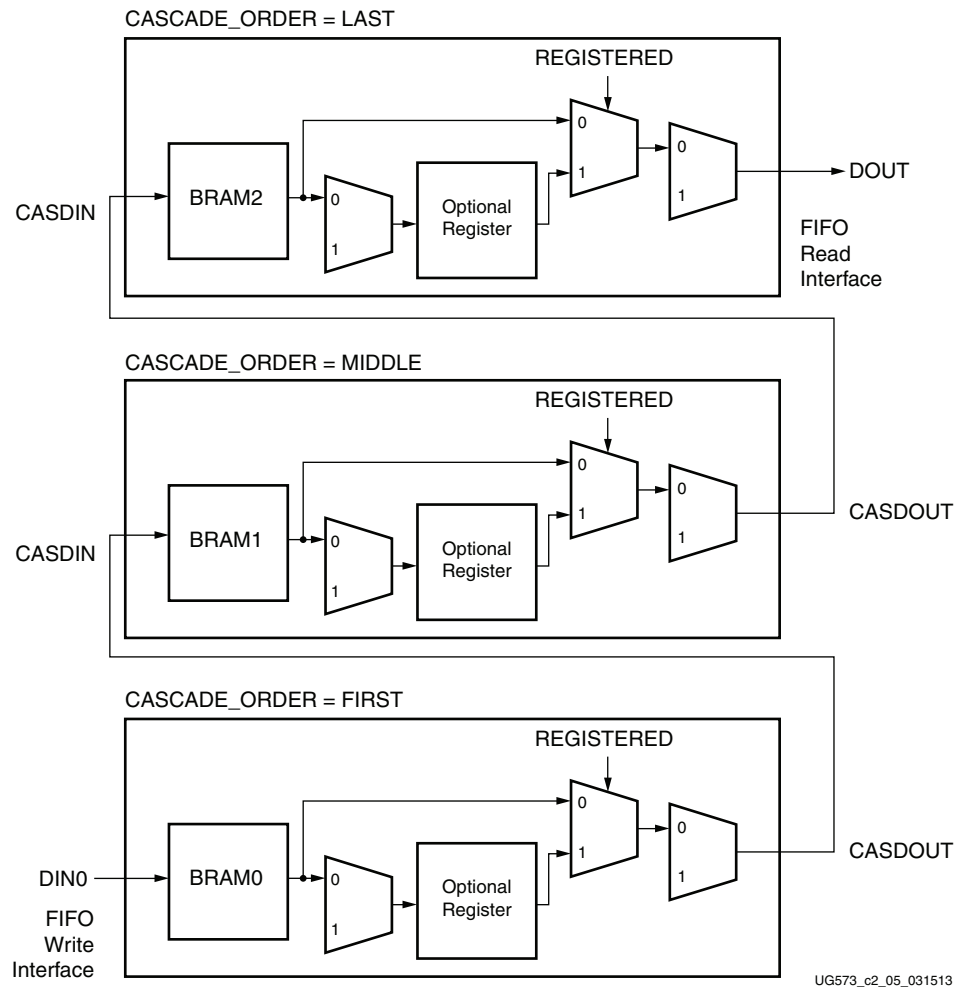 CASCADE_ORDER = LAST
REGISTERED
0
1
0
1
BRAM2
0
1
Optional
Register
CASDIN
DOUT
FIFO
Read
Interface
CASCADE_ORDER = MIDDLE
REGISTERED
0
1
0
1
BRAM1
0
1
Optional
Register
CASDIN
CASDOUT
CASCADE_ORDER = FIRST
REGISTERED
0
1
0
1
BRAM0
0
1
Optional
Register
DIN0
FIFO
Write
Interface
CASDOUT
UG573_c2_05_031513